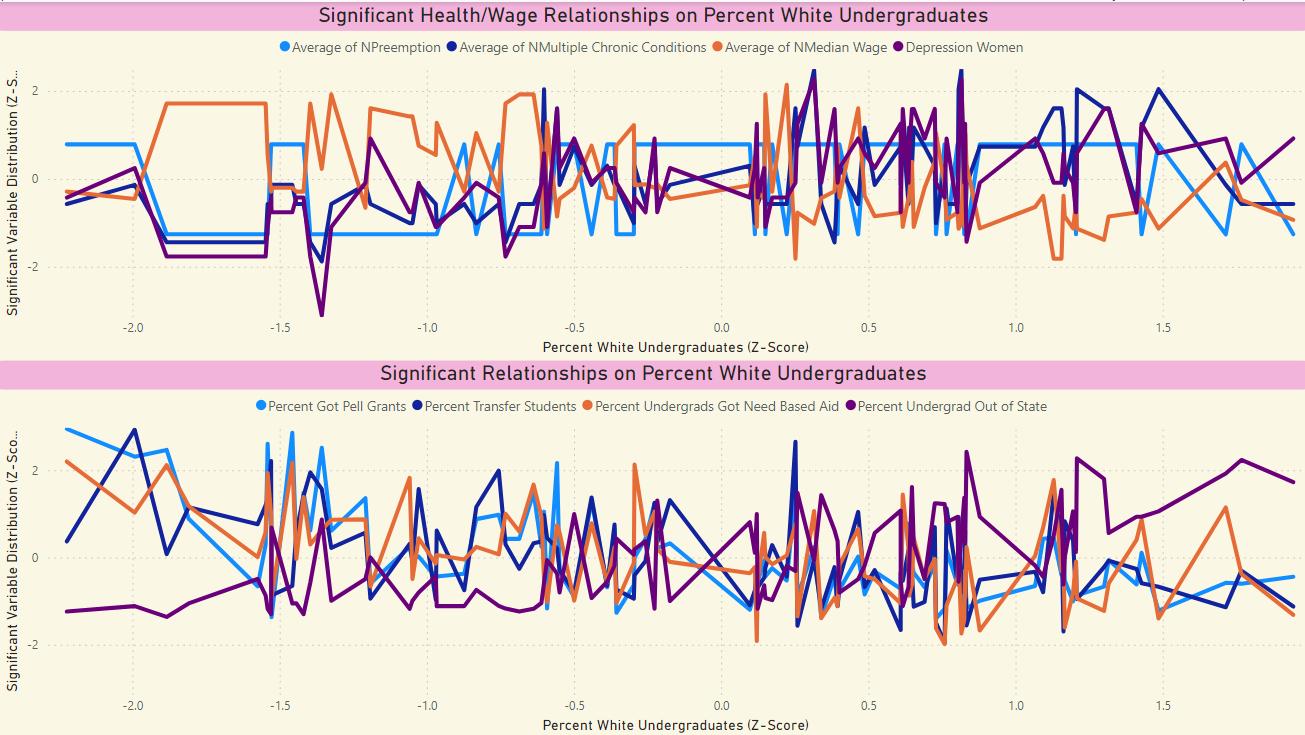 Significant Health/Wage Relationships on Percent White Undergraduates
Average of NPreemption Average of NMultiple Chronic Conditions Average of NMedian Wage Depression Women
Significant Variable Distribution (Z-S...
2
0
-2
-2.0 -1.5 -1.0 -0.5 0.0 0.5 1.0 1.5
Percent White Undergraduates (Z-Score)
Significant Relationships on Percent White Undergraduates
Percent Got Pell Grants Percent Transfer Students Percent Undergrads Got Need Based Aid Percent Undergrad Out of State
Significant Variable Distribution (Z-Sco...
2
0
-2
-2.0 -1.5 -1.0 -0.5 0.0 0.5 1.0 1.5
Percent White Undergraduates (Z-Score)